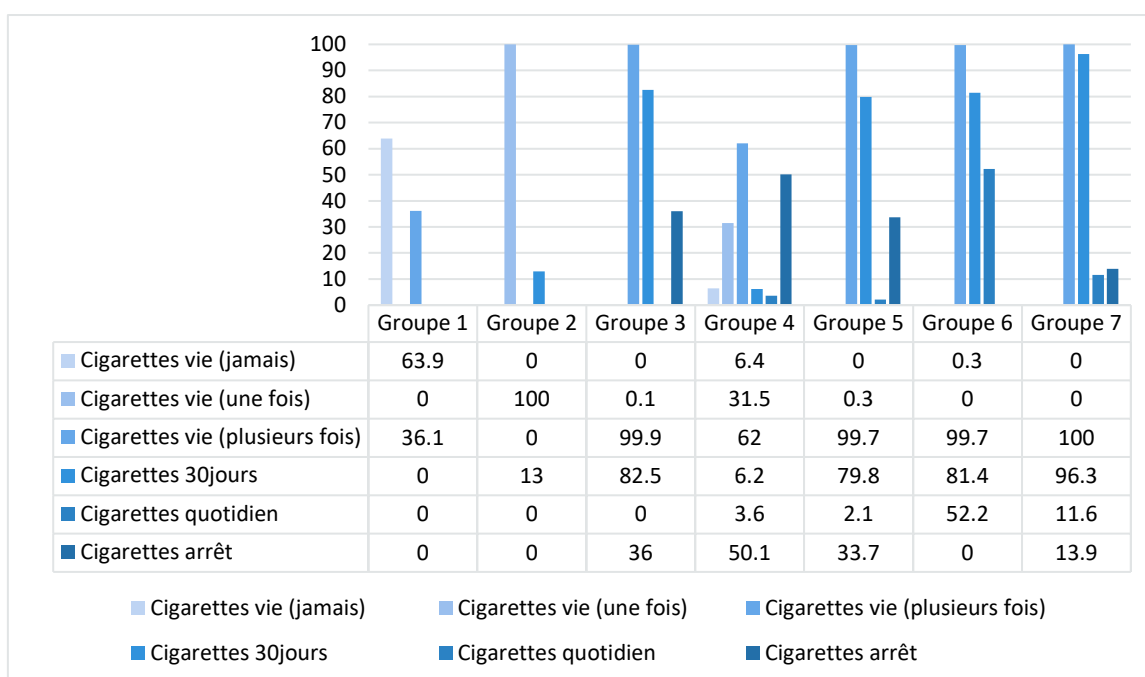 100
90
80
70
60
50
40
30
20
10
0
Groupe 1 Groupe 2 Groupe 3 Groupe 4 Groupe 5 Groupe 6 Groupe 7
Cigarettes vie (jamais) 63.9 0 0 6.4 0 0.3 0
Cigarettes vie (une fois) 0 100 0.1 31.5 0.3 0 0
Cigarettes vie (plusieurs fois) 36.1 0 99.9 62 99.7 99.7 100
Cigarettes 30jours 0 13 82.5 6.2 79.8 81.4 96.3
Cigarettes quotidien 0 0 0 3.6 2.1 52.2 11.6
Cigarettes arrêt 0 0 36 50.1 33.7 0 13.9
Cigarettes vie (jamais) Cigarettes vie (une fois) Cigarettes vie (plusieurs fois)
Cigarettes 30jours Cigarettes quotidien Cigarettes arrêt